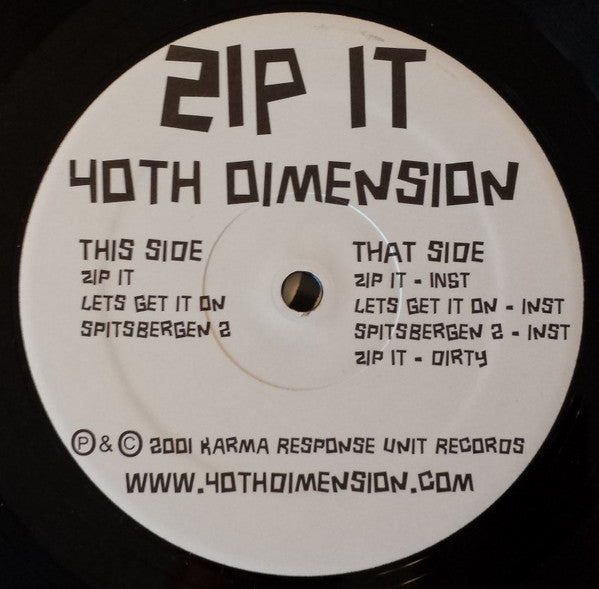 ZIP IT
40TH DIMENSION
THIS SIDE
ZIP IT
LETS GET IT ON
SPITSBERGEN 2
THAT SIDE
ZIP IT - INST
LETS GET IT ON - INST
SPITSBERGEN 2 - INST
ZIP IT - DIRTY
Ⓟ & © 2001 KARMA RESPONSE UNIT RECORDS
WWW.40THDIMENSION.COM